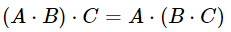 (A · B) · C = A · (B · C)